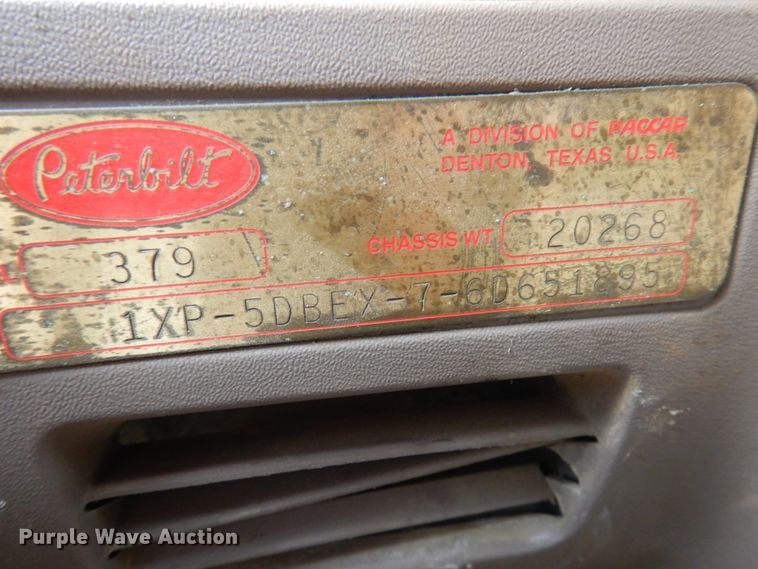 Peterbilt
A DIVISION OF PACCAR
DENTON, TEXAS U.S.A.
379
CHASSIS WT
20268
1XP-5DBEX-7-6D651895
Purple Wave Auction®